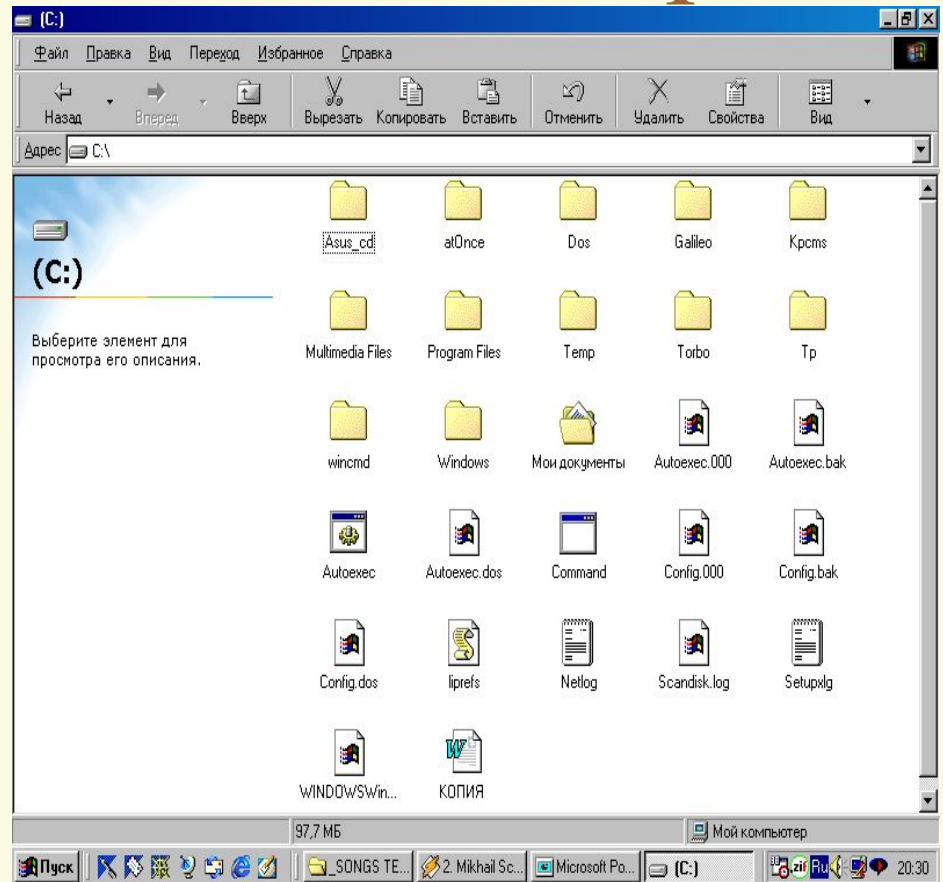 (C:)
Файл Правка Вид Переход Избранное Справка
Назад Вперед Вверх Вырезать Копировать Вставить Отменить Удалить Свойства Вид
Адрес C:\
(C:)
Выберите элемент для
просмотра его описания.
Asus_cd atOnce Dos Galileo Kpcms
Multimedia Files Program Files Temp Torbo Tp
wincmd Windows Мои документы Autoexec.000 Autoexec.bak
Autoexec Autoexec.dos Command Config.000 Config.bak
Config.dos liprefs Netlog Scandisk.log Setupxlg
WINDOWSWin... КОПИЯ
97,7 МБ Мой компьютер
Пуск _SONGS TE... 2. Mikhail Sc... Microsoft Po... (C:) zif Ru 20:30